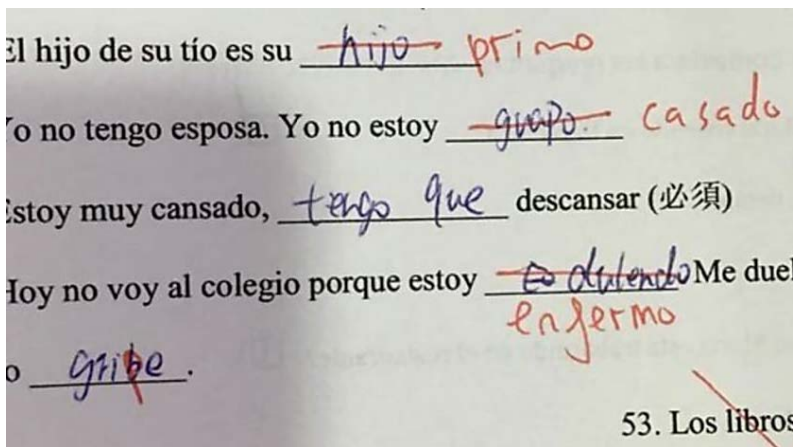 El hijo de su tío es su hijo primo
Yo no tengo esposa. Yo no estoy guapo. casado
Estoy muy cansado, tengo que descansar (必須)
Hoy no voy al colegio porque estoy Me duel
enfermo
o gripe.
53. Los libros